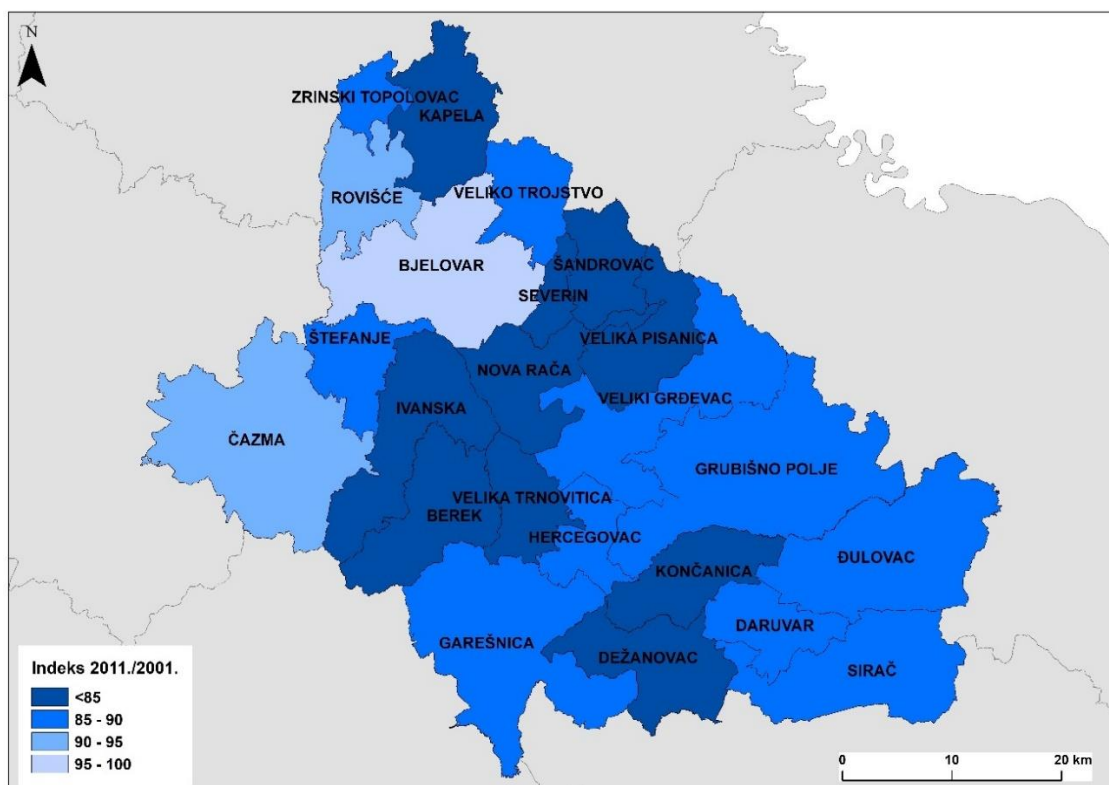 N
ZRINSKI TOPOLOVAC
KAPELA
ROVIŠĆE
VELIKO TROJSTVO
BJELOVAR
ŠANDROVAC
SEVERIN
ŠTEFANJE
VELIKA PISANICA
NOVA RAČA
VELIKI GRĐEVAC
IVANSKA
ČAZMA
GRUBIŠNO POLJE
VELIKA TRNOVITICA
BEREK
HERCEGOVAC
ĐULOVAC
KONČANICA
DARUVAR
GAREŠNICA
DEŽANOVAC
SIRAČ
Indeks 2011./2001.
<85
85 - 90
90 - 95
95 - 100
0 10 20 km